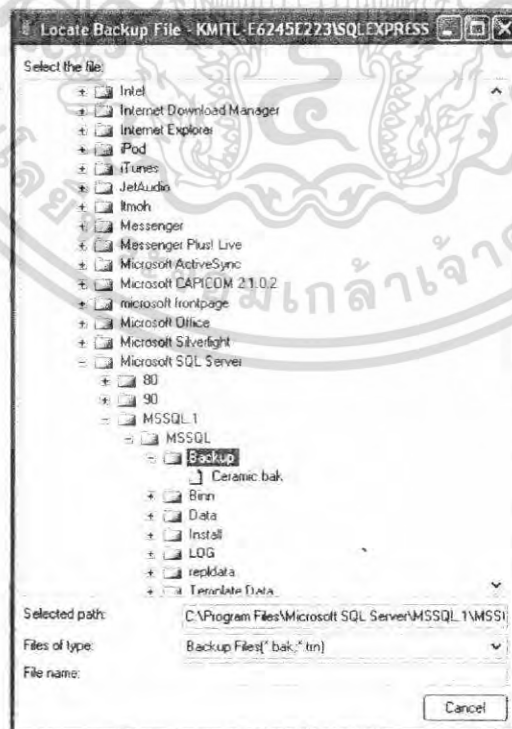 Locate Backup File - KMITL-E6245E223\SQLEXPRESS
Select the file:
Intel
Internet Download Manager
Internet Explorer
iPod
iTunes
JetAudio
ltmoh
Messenger
Messenger Plus! Live
Microsoft ActiveSync
Microsoft CAPICOM 2.1.0.2
microsoft frontpage
Microsoft Office
Microsoft Silverlight
Microsoft SQL Server
80
90
MSSQL.1
MSSQL
Backup
Ceramic.bak
Binn
Data
Install
LOG
repldata
Template Data
Selected path: C:\Program Files\Microsoft SQL Server\MSSQL.1\MSS
Files of type: Backup Files(*.bak;*.trn)
File name:
Cancel